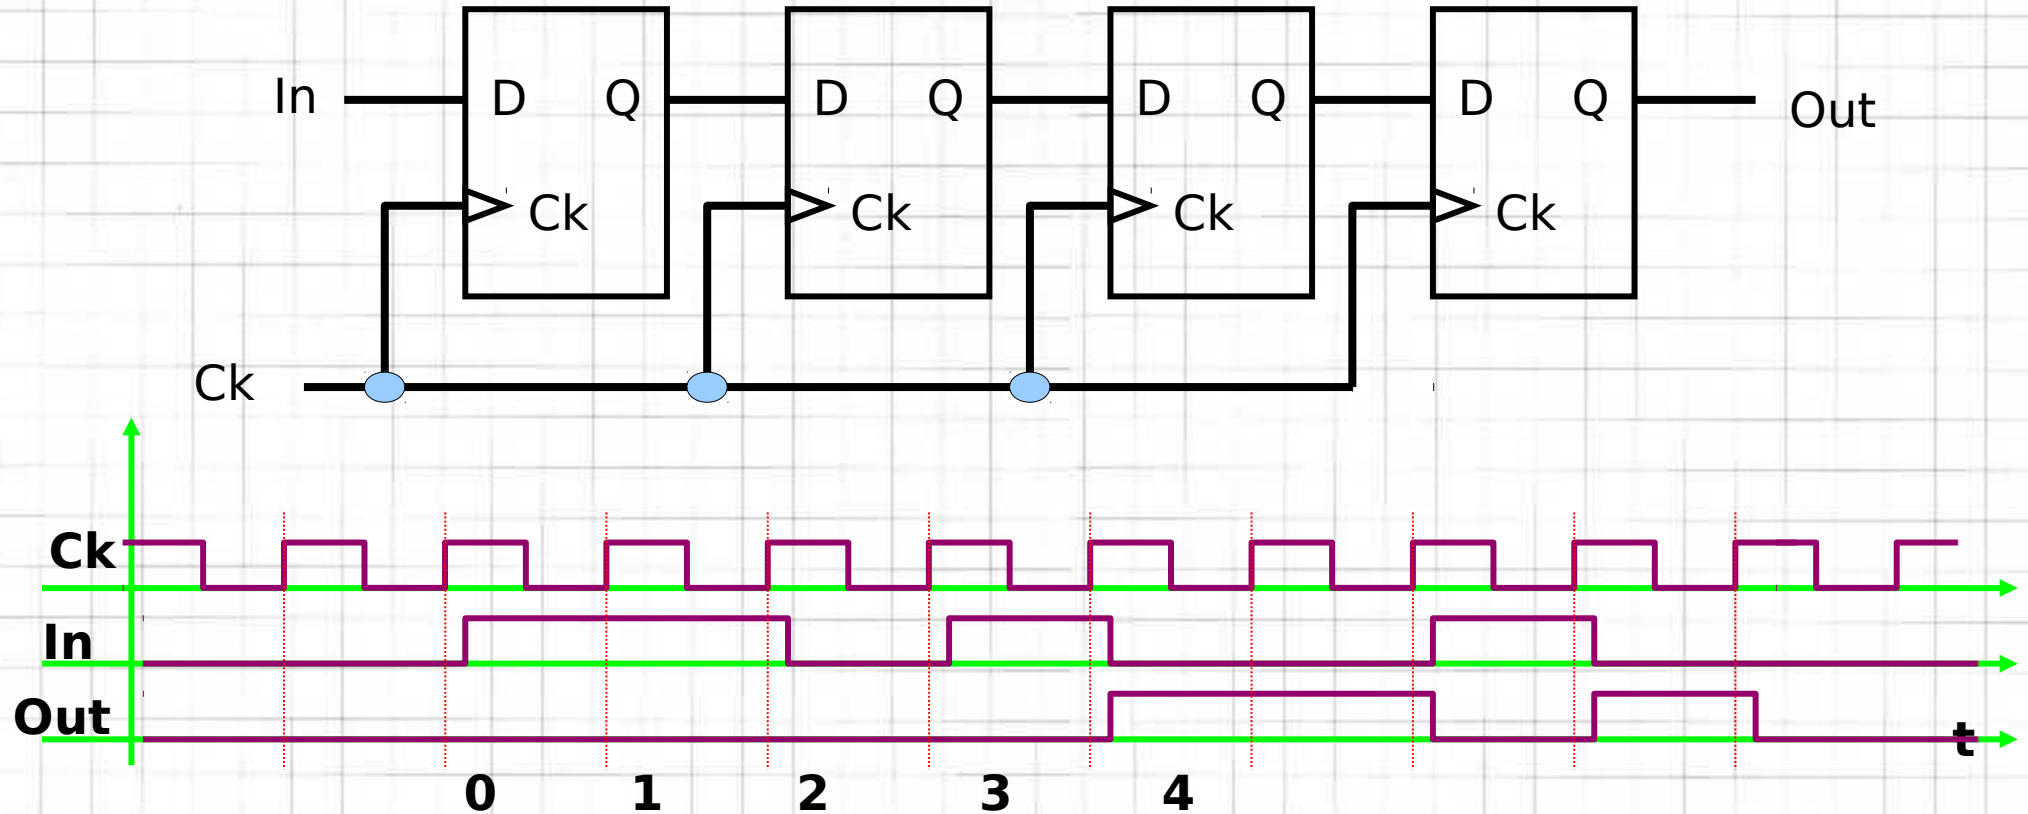 In D Q D Q D Q D Q Out
Ck Ck Ck Ck
Ck
Ck
In
Out
t
0 1 2 3 4